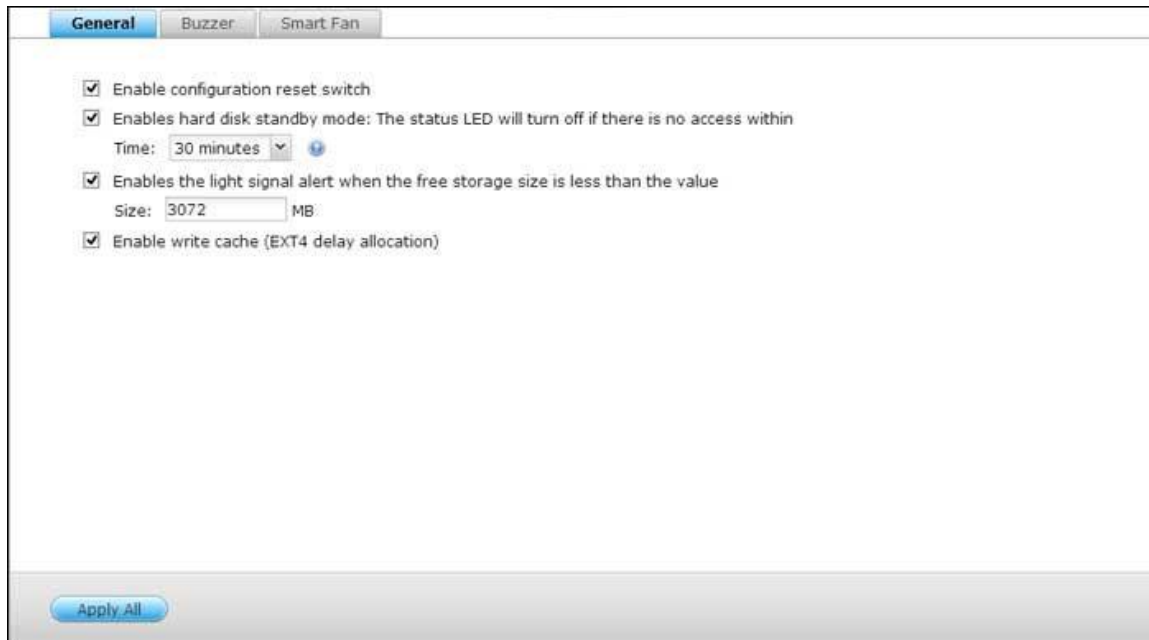 General Buzzer Smart Fan
Enable configuration reset switch
Enables hard disk standby mode: The status LED will turn off if there is no access within
Time: 30 minutes
Enables the light signal alert when the free storage size is less than the value
Size: 3072 MB
Enable write cache (EXT4 delay allocation)
Apply All